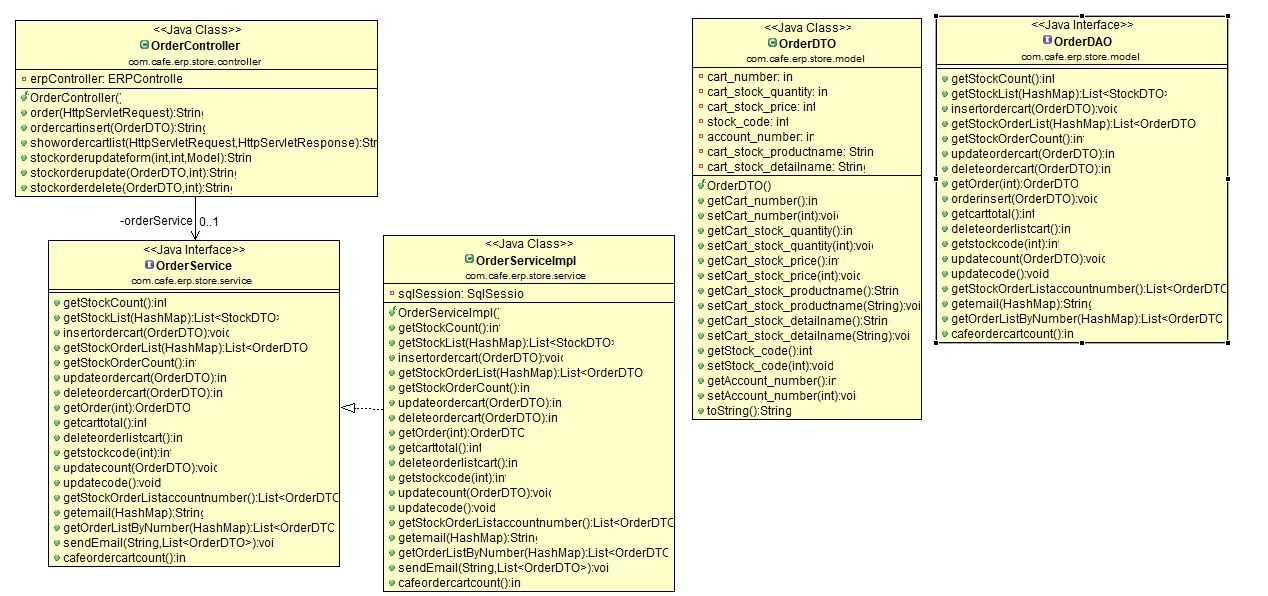 <<Java Class>>
OrderController
com.cafe.erp.store.controller
erpController: ERPControlle
OrderController()
order(HttpServletRequest):String
ordercartinsert(OrderDTO):String
showordercartlist(HttpServletRequest,HttpServletResponse):Str
stockorderupdateform(int,int,Model):Strin
stockorderupdate(OrderDTO,int):String
stockorderdelete(OrderDTO,int):String
-orderService 0..1
<<Java Interface>>
OrderService
com.cafe.erp.store.service
getStockCount():int
getStockList(HashMap):List<StockDTO>
insertordercart(OrderDTO):void
getStockOrderList(HashMap):List<OrderDTO
getStockOrderCount():int
updateordercart(OrderDTO):in
deleteordercart(OrderDTO):in
getOrder(int):OrderDTO
getcarttotal():int
deleteorderlistcart():in
getstockcode(int):int
updatecount(OrderDTO):void
updatecode():void
getStockOrderListaccountnumber():List<OrderDTO
getemail(HashMap):String
getOrderListByNumber(HashMap):List<OrderDTO
sendEmail(String,List<OrderDTO>):voi
cafeordercartcount():in
<<Java Class>>
OrderServiceImpl
com.cafe.erp.store.service
sqlSession: SqlSessio
OrderServiceImpl()
getStockCount():int
getStockList(HashMap):List<StockDTO>
insertordercart(OrderDTO):void
getStockOrderList(HashMap):List<OrderDTO
getStockOrderCount():in
updateordercart(OrderDTO):in
deleteordercart(OrderDTO):in
getOrder(int):OrderDTO
getcarttotal():int
deleteorderlistcart():in
getstockcode(int):int
updatecount(OrderDTO):void
updatecode():void
getStockOrderListaccountnumber():List<OrderDTO
getemail(HashMap):String
getOrderListByNumber(HashMap):List<OrderDTO
sendEmail(String,List<OrderDTO>):voi
cafeordercartcount():in
<<Java Class>>
OrderDTO
com.cafe.erp.store.model
cart_number: in
cart_stock_quantity: in
cart_stock_price: int
stock_code: int
account_number: in
cart_stock_productname: Strin
cart_stock_detailname: String
OrderDTO()
getCart_number():in
setCart_number(int):void
getCart_stock_quantity():in
setCart_stock_quantity(int):void
getCart_stock_price():int
setCart_stock_price(int):void
getCart_stock_productname():Strin
setCart_stock_productname(String):voi
getCart_stock_detailname():Strin
setCart_stock_detailname(String):voi
getStock_code():int
setStock_code(int):void
getAccount_number():in
setAccount_number(int):voi
toString():String
<<Java Interface>>
OrderDAO
com.cafe.erp.store.model
getStockCount():int
getStockList(HashMap):List<StockDTO>
insertordercart(OrderDTO):void
getStockOrderList(HashMap):List<OrderDTO
getStockOrderCount():int
updateordercart(OrderDTO):in
deleteordercart(OrderDTO):in
getOrder(int):OrderDTO
orderinsert(OrderDTO):void
getcarttotal():int
deleteorderlistcart():in
getstockcode(int):int
updatecount(OrderDTO):void
updatecode():void
getStockOrderListaccountnumber():List<OrderDTO
getemail(HashMap):String
getOrderListByNumber(HashMap):List<OrderDTO
cafeordercartcount():in